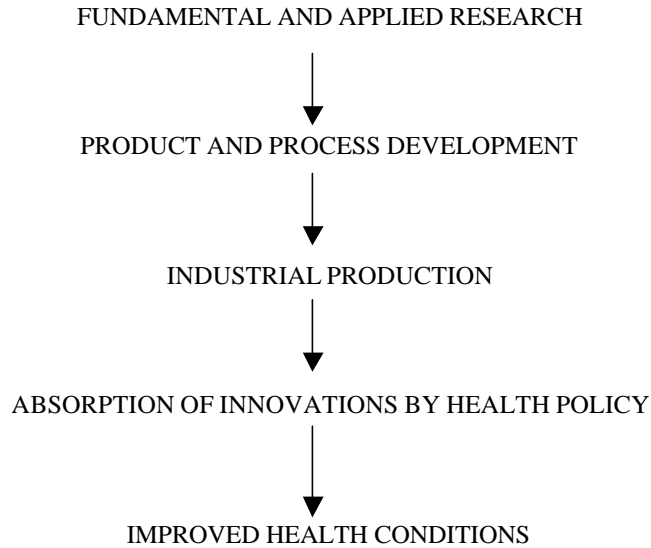 FUNDAMENTAL AND APPLIED RESEARCH
PRODUCT AND PROCESS DEVELOPMENT
INDUSTRIAL PRODUCTION
ABSORPTION OF INNOVATIONS BY HEALTH POLICY
IMPROVED HEALTH CONDITIONS